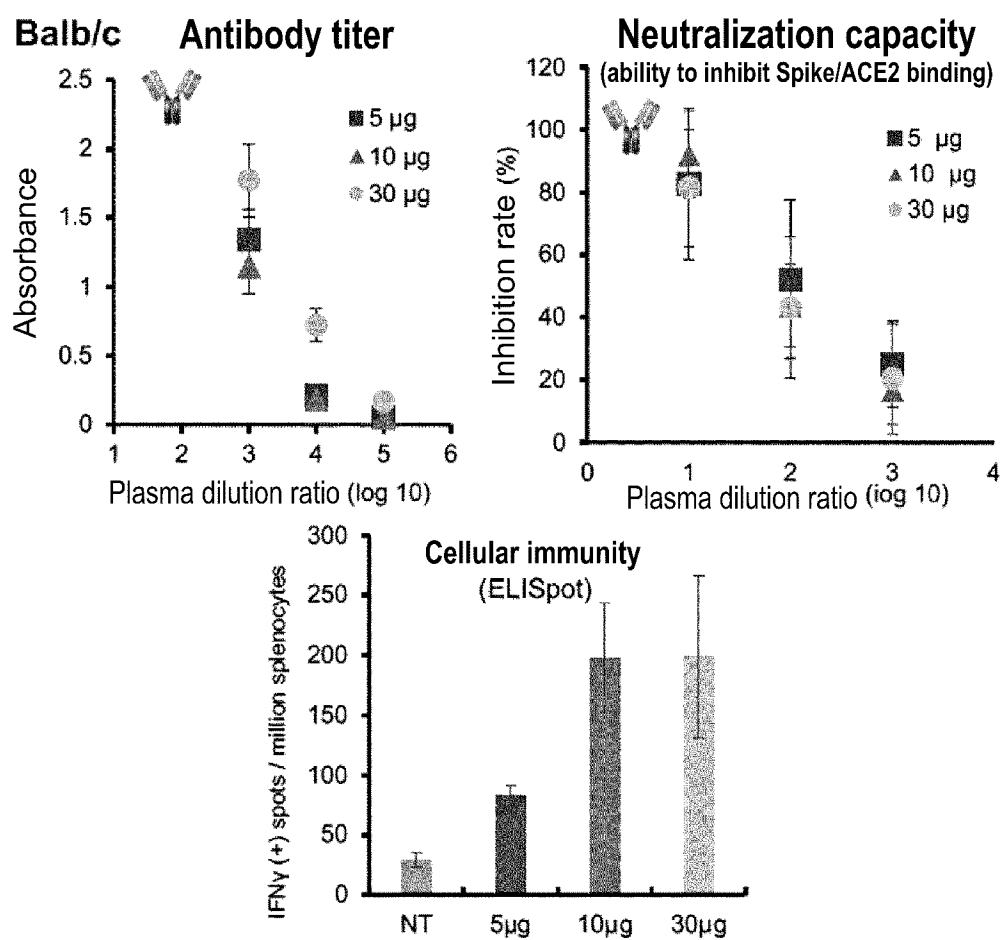 Balb/c
Antibody titer
2.5
2
1.5
1
0.5
0
Absorbance
5 µg
10 µg
30 µg
1 2 3 4 5 6
Plasma dilution ratio (log 10)
Neutralization capacity
(ability to inhibit Spike/ACE2 binding)
120
100
80
60
40
20
0
Inhibition rate (%)
5 µg
10 µg
30 µg
0 1 2 3 4
Plasma dilution ratio (log 10)
Cellular immunity
(ELISpot)
300
250
200
150
100
50
0
IFNγ (+) spots / million splenocytes
NT 5µg 10µg 30µg